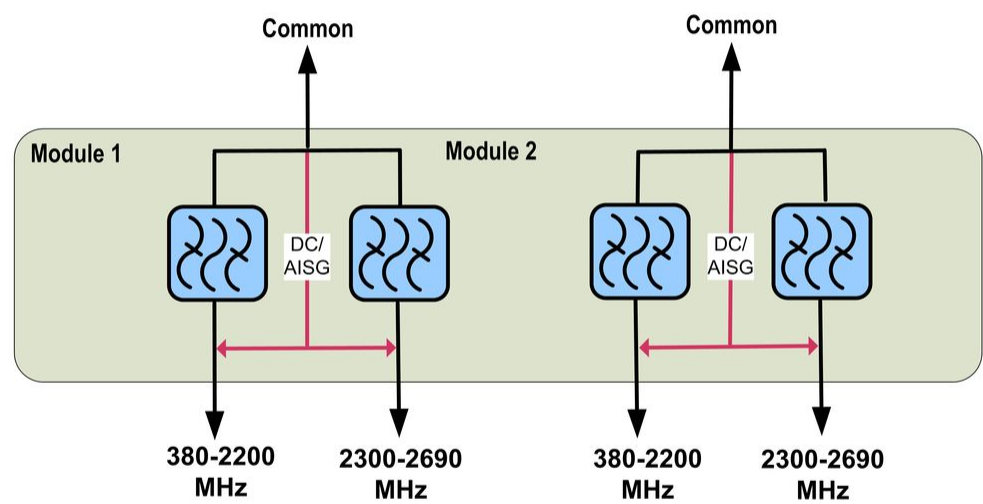 Common
Common
Module 1
Module 2
DC/
AISG
DC/
AISG
380-2200
MHz
2300-2690
MHz
380-2200
MHz
2300-2690
MHz